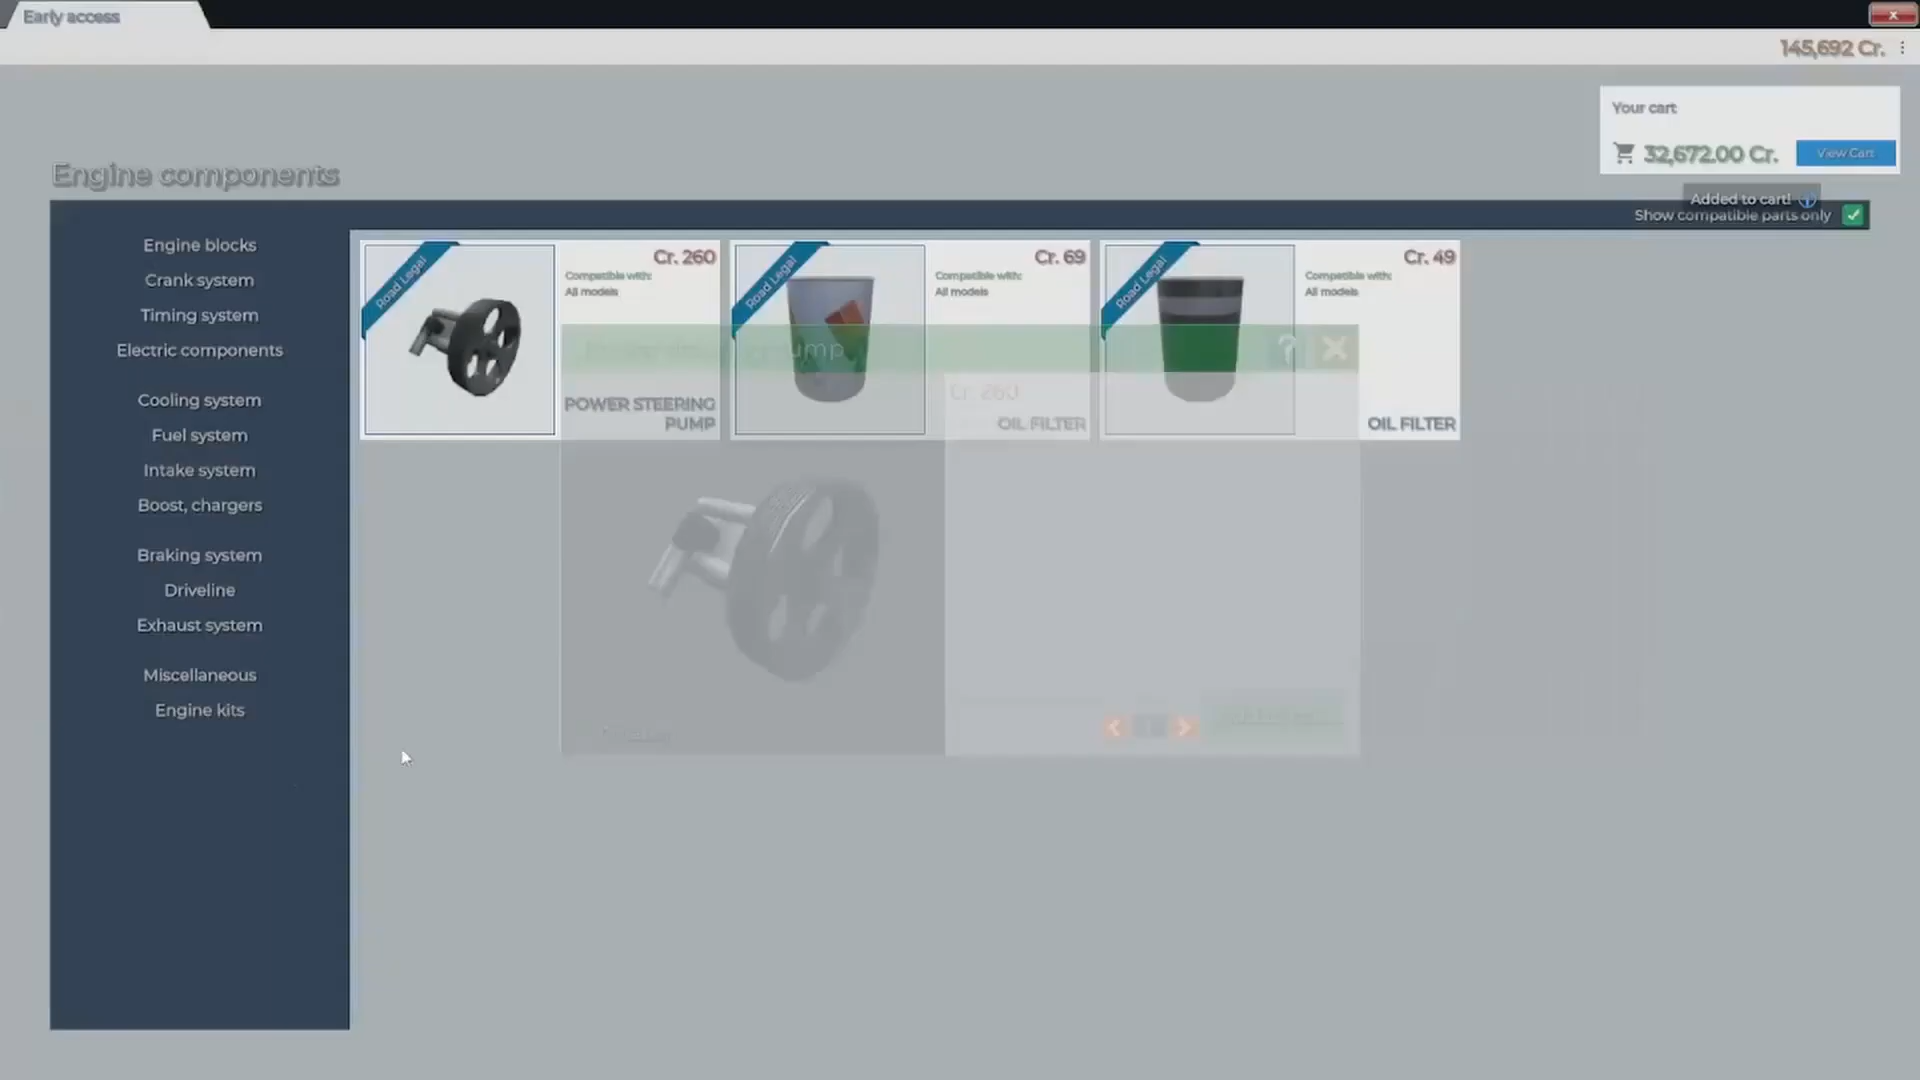 Early access
145,692 Cr.
Your cart
32,672.00 Cr.
View Cart
Added to cart!
Engine components
Show compatible parts only
Engine blocks
Crank system
Timing system
Electric components
Cooling system
Fuel system
Intake system
Boost, chargers
Braking system
Driveline
Exhaust system
Miscellaneous
Engine kits
Road Legal
Cr. 260
Compatible with:
All models
POWER STEERING
PUMP
Road Legal
Cr. 69
Compatible with:
All models
OIL FILTER
Road Legal
Cr. 49
Compatible with:
All models
OIL FILTER
?
Cr. 260